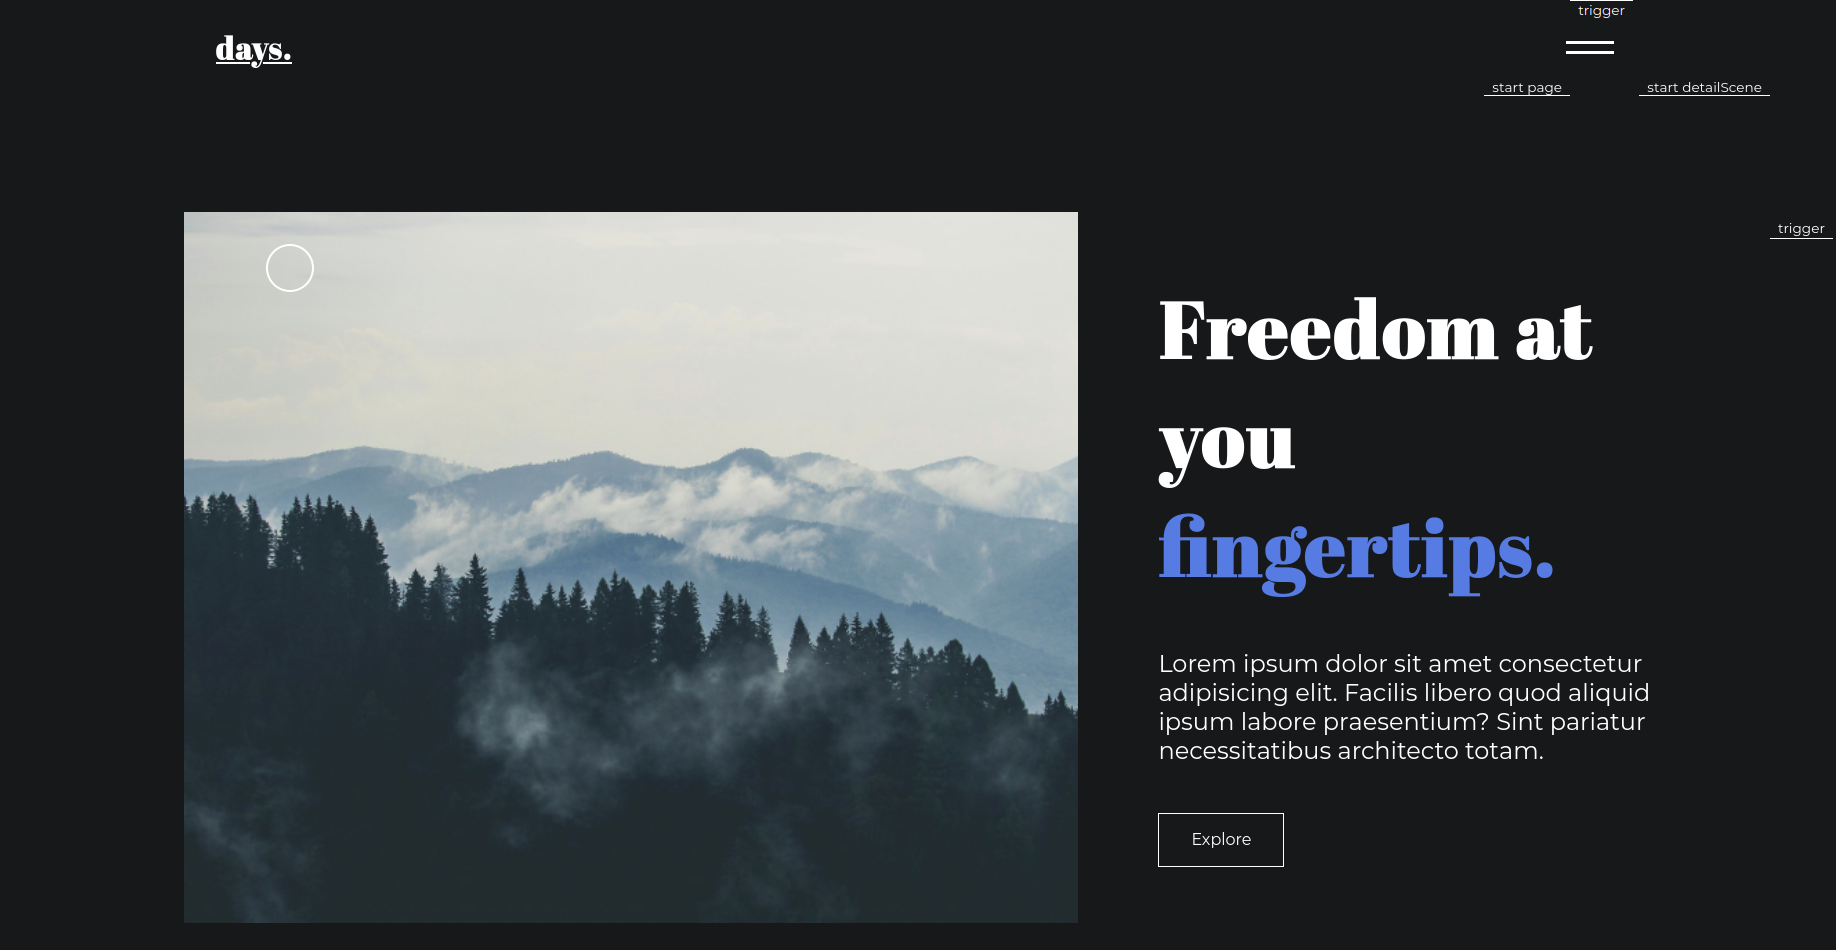 trigger
days.
start page
start detailScene
trigger
Freedom at
you
fingertips.
Lorem ipsum dolor sit amet consectetur
adipisicing elit. Facilis libero quod aliquid
ipsum labore praesentium? Sint pariatur
necessitatibus architecto totam.
Explore